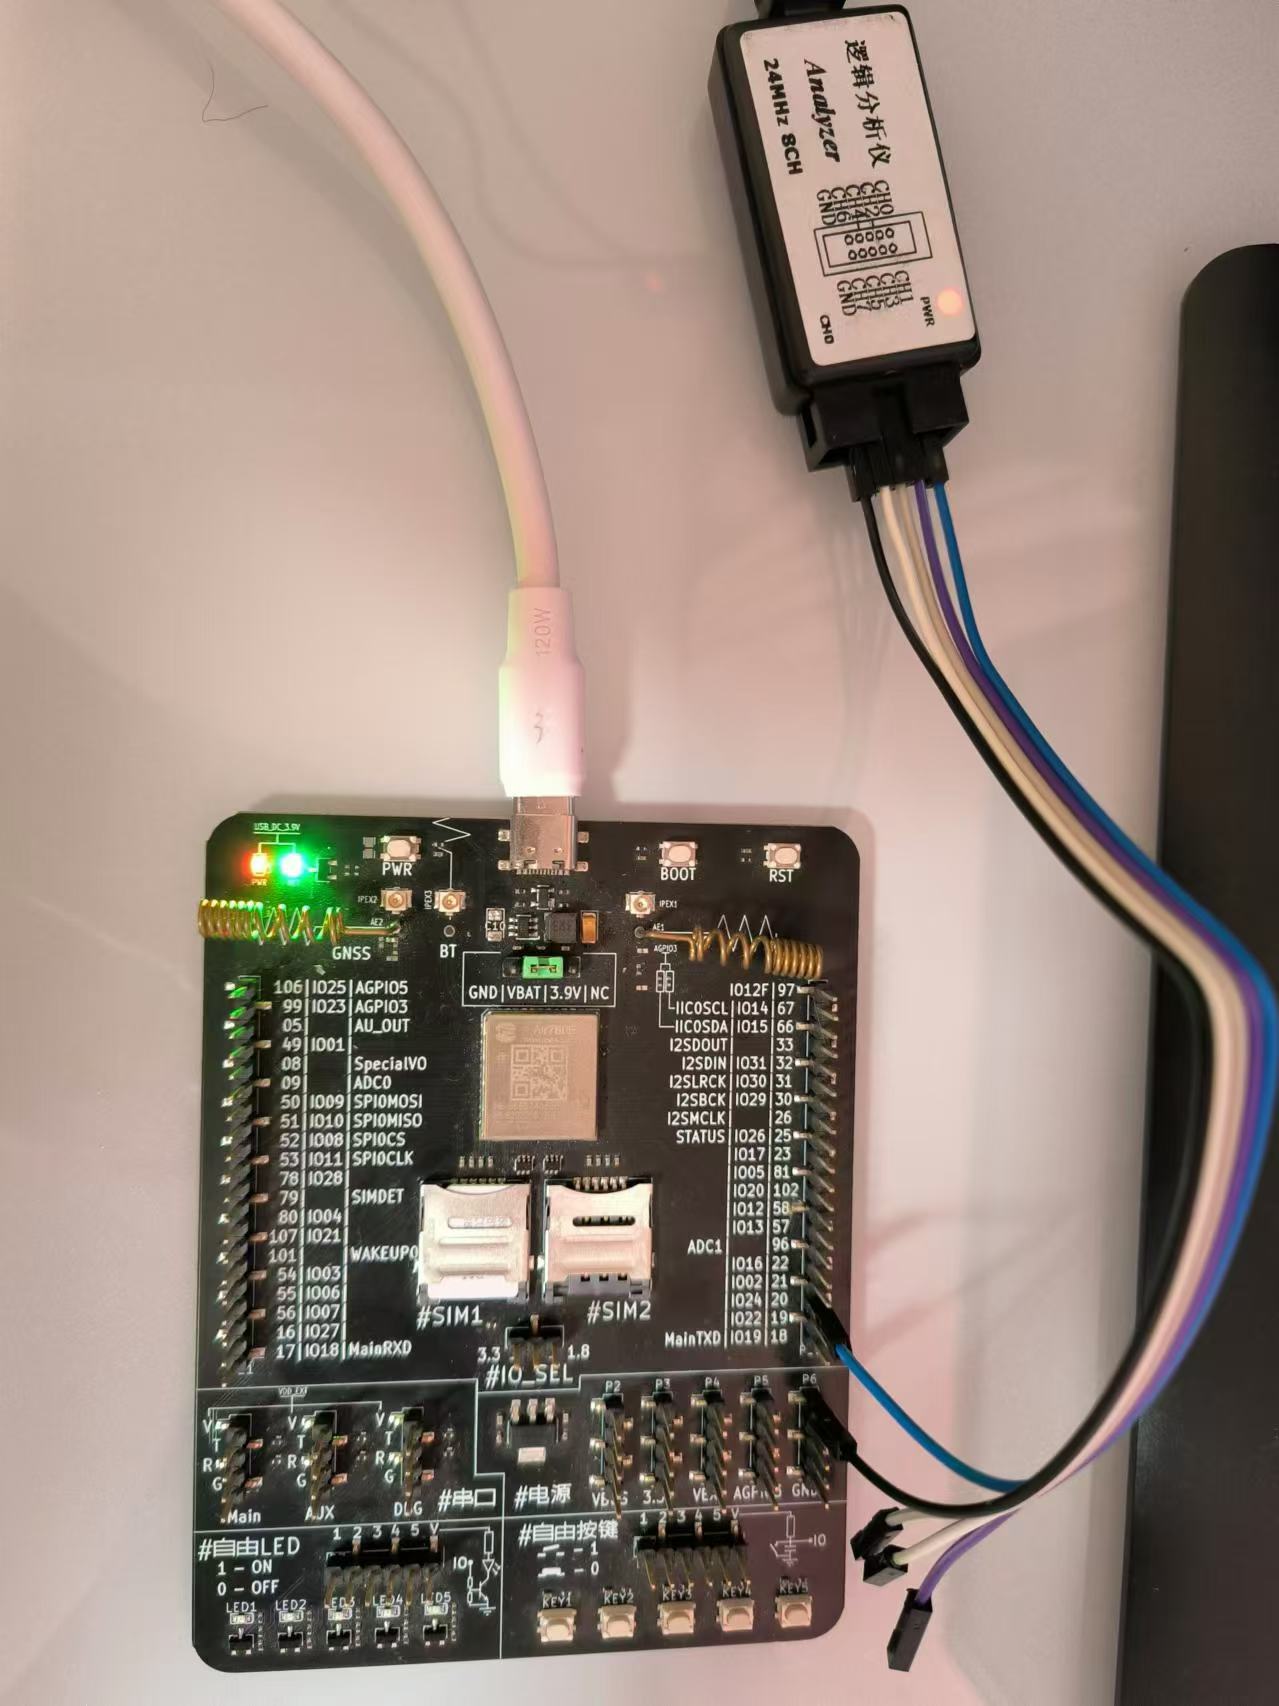 逻辑分析仪
Analyzer
24MHz 8CH
CH0
CH2
CH4
CH6
GND
CH1
CH3
CH5
CH7
GND
PWR
CH0
120W
USB_DC_3.9V
PWR
PWR
BOOT
RST
IPEX2
IPEX3
IPEX1
AE2
AE1
GNSS
BT
C10
AGPIO3
GND|VBAT|3.9V|NC
106|IO25|AGPIO5
99|IO23|AGPIO3
05| |AU_OUT
49|IO01|
08| |SpecialVO
09| |ADC0
50|IO09|SPI0MOSI
51|IO10|SPI0MISO
52|IO08|SPI0CS
53|IO11|SPI0CLK
78|IO28|
79| |SIMDET
80|IO04
107|IO21
101| |WAKEUP0
54|IO03
55|IO06
56|IO07
16|IO27
17|IO18|MainRXD
IO12F|97
IIC0SCL|IO14|67
IIC0SDA|IO15|66
I2SDOUT| |33
I2SDIN|IO31|32
I2SLRCK|IO30|31
I2SBCK|IO29|30
I2SMCLK| |26
STATUS|IO26|25
|IO17|23
|IO05|81
|IO20|102
|IO12|58
|IO13|57
ADC1| |96
|IO16|22
|IO02|21
|IO24|20
|IO22|19
MainTXD|IO19|18
#SIM1
#SIM2
3.3
1.8
#IO_SEL
VDD_EXT
V
T
R
G
V
T
R
G
V
T
R
G
Main
AUX
#串口
P2
P3
P4
P5
P6
#电源
#自由LED
1 - ON
0 - OFF
1 2 3 4 5 V
IO
LED1
LED2
#自由按键
- 1
- 0
1 2 3 4 5 V
IO
KEY1
KEY2
KEY3
KEY4
KEY5